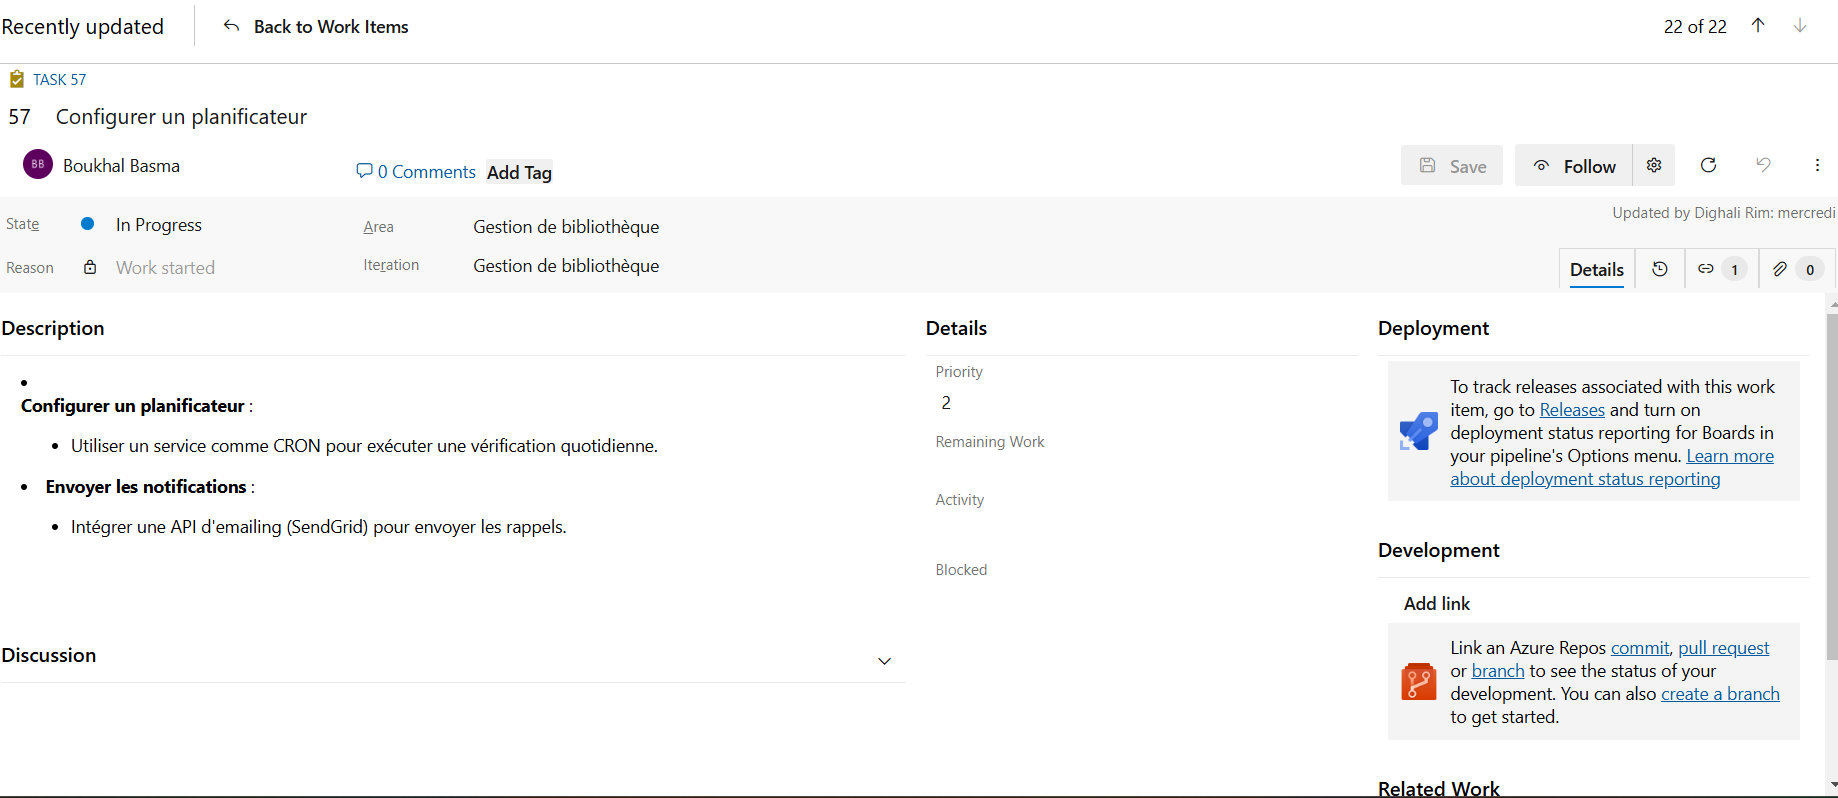 Recently updated
Back to Work Items
22 of 22
TASK 57
57 Configurer un planificateur
BB Boukhal Basma
0 Comments Add Tag
Save Follow
State In Progress
Area Gestion de bibliothèque
Updated by Dighali Rim: mercredi
Reason Work started
Iteration Gestion de bibliothèque
Details 1 0
Description
• 
Configurer un planificateur :
• Utiliser un service comme CRON pour exécuter une vérification quotidienne.
• Envoyer les notifications :
• Intégrer une API d'emailing (SendGrid) pour envoyer les rappels.
Discussion
Details
Priority
2
Remaining Work
Activity
Blocked
Deployment
To track releases associated with this work
item, go to Releases and turn on
deployment status reporting for Boards in
your pipeline's Options menu. Learn more
about deployment status reporting
Development
Add link
Link an Azure Repos commit, pull request
or branch to see the status of your
development. You can also create a branch
to get started.
Related Work